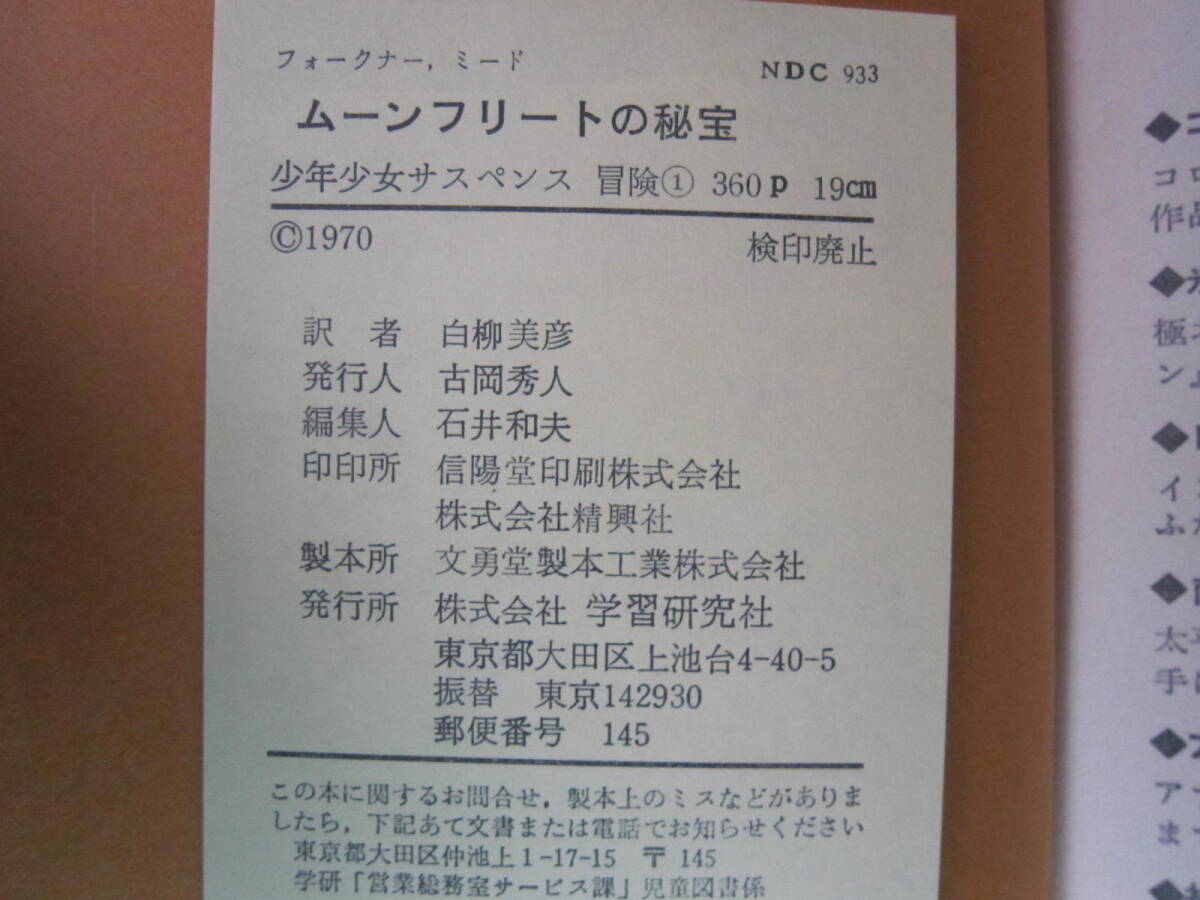 フォークナー，ミード
NDC 933
ムーンフリートの秘宝
少年少女サスペンス 冒険① 360p 19cm
©1970 検印廃止
訳者 白柳美彦
発行人 古岡秀人
編集人 石井和夫
印印所 信陽堂印刷株式会社
株式会社精興社
製本所 文勇堂製本工業株式会社
発行所 株式会社 学習研究社
東京都大田区上池台4-40-5
振替 東京142930
郵便番号 145
この本に関するお問合せ，製本上のミスなどがありま
したら，下記あて文書または電話でお知らせください
東京都大田区仲池上1-17-15 〒145
学研「営業総務室サービス課」児童図書係
◆
コロ
作品
◆
極
ン
◆
イ
ふ
◆
太
手に
◆
ア
ま
◆